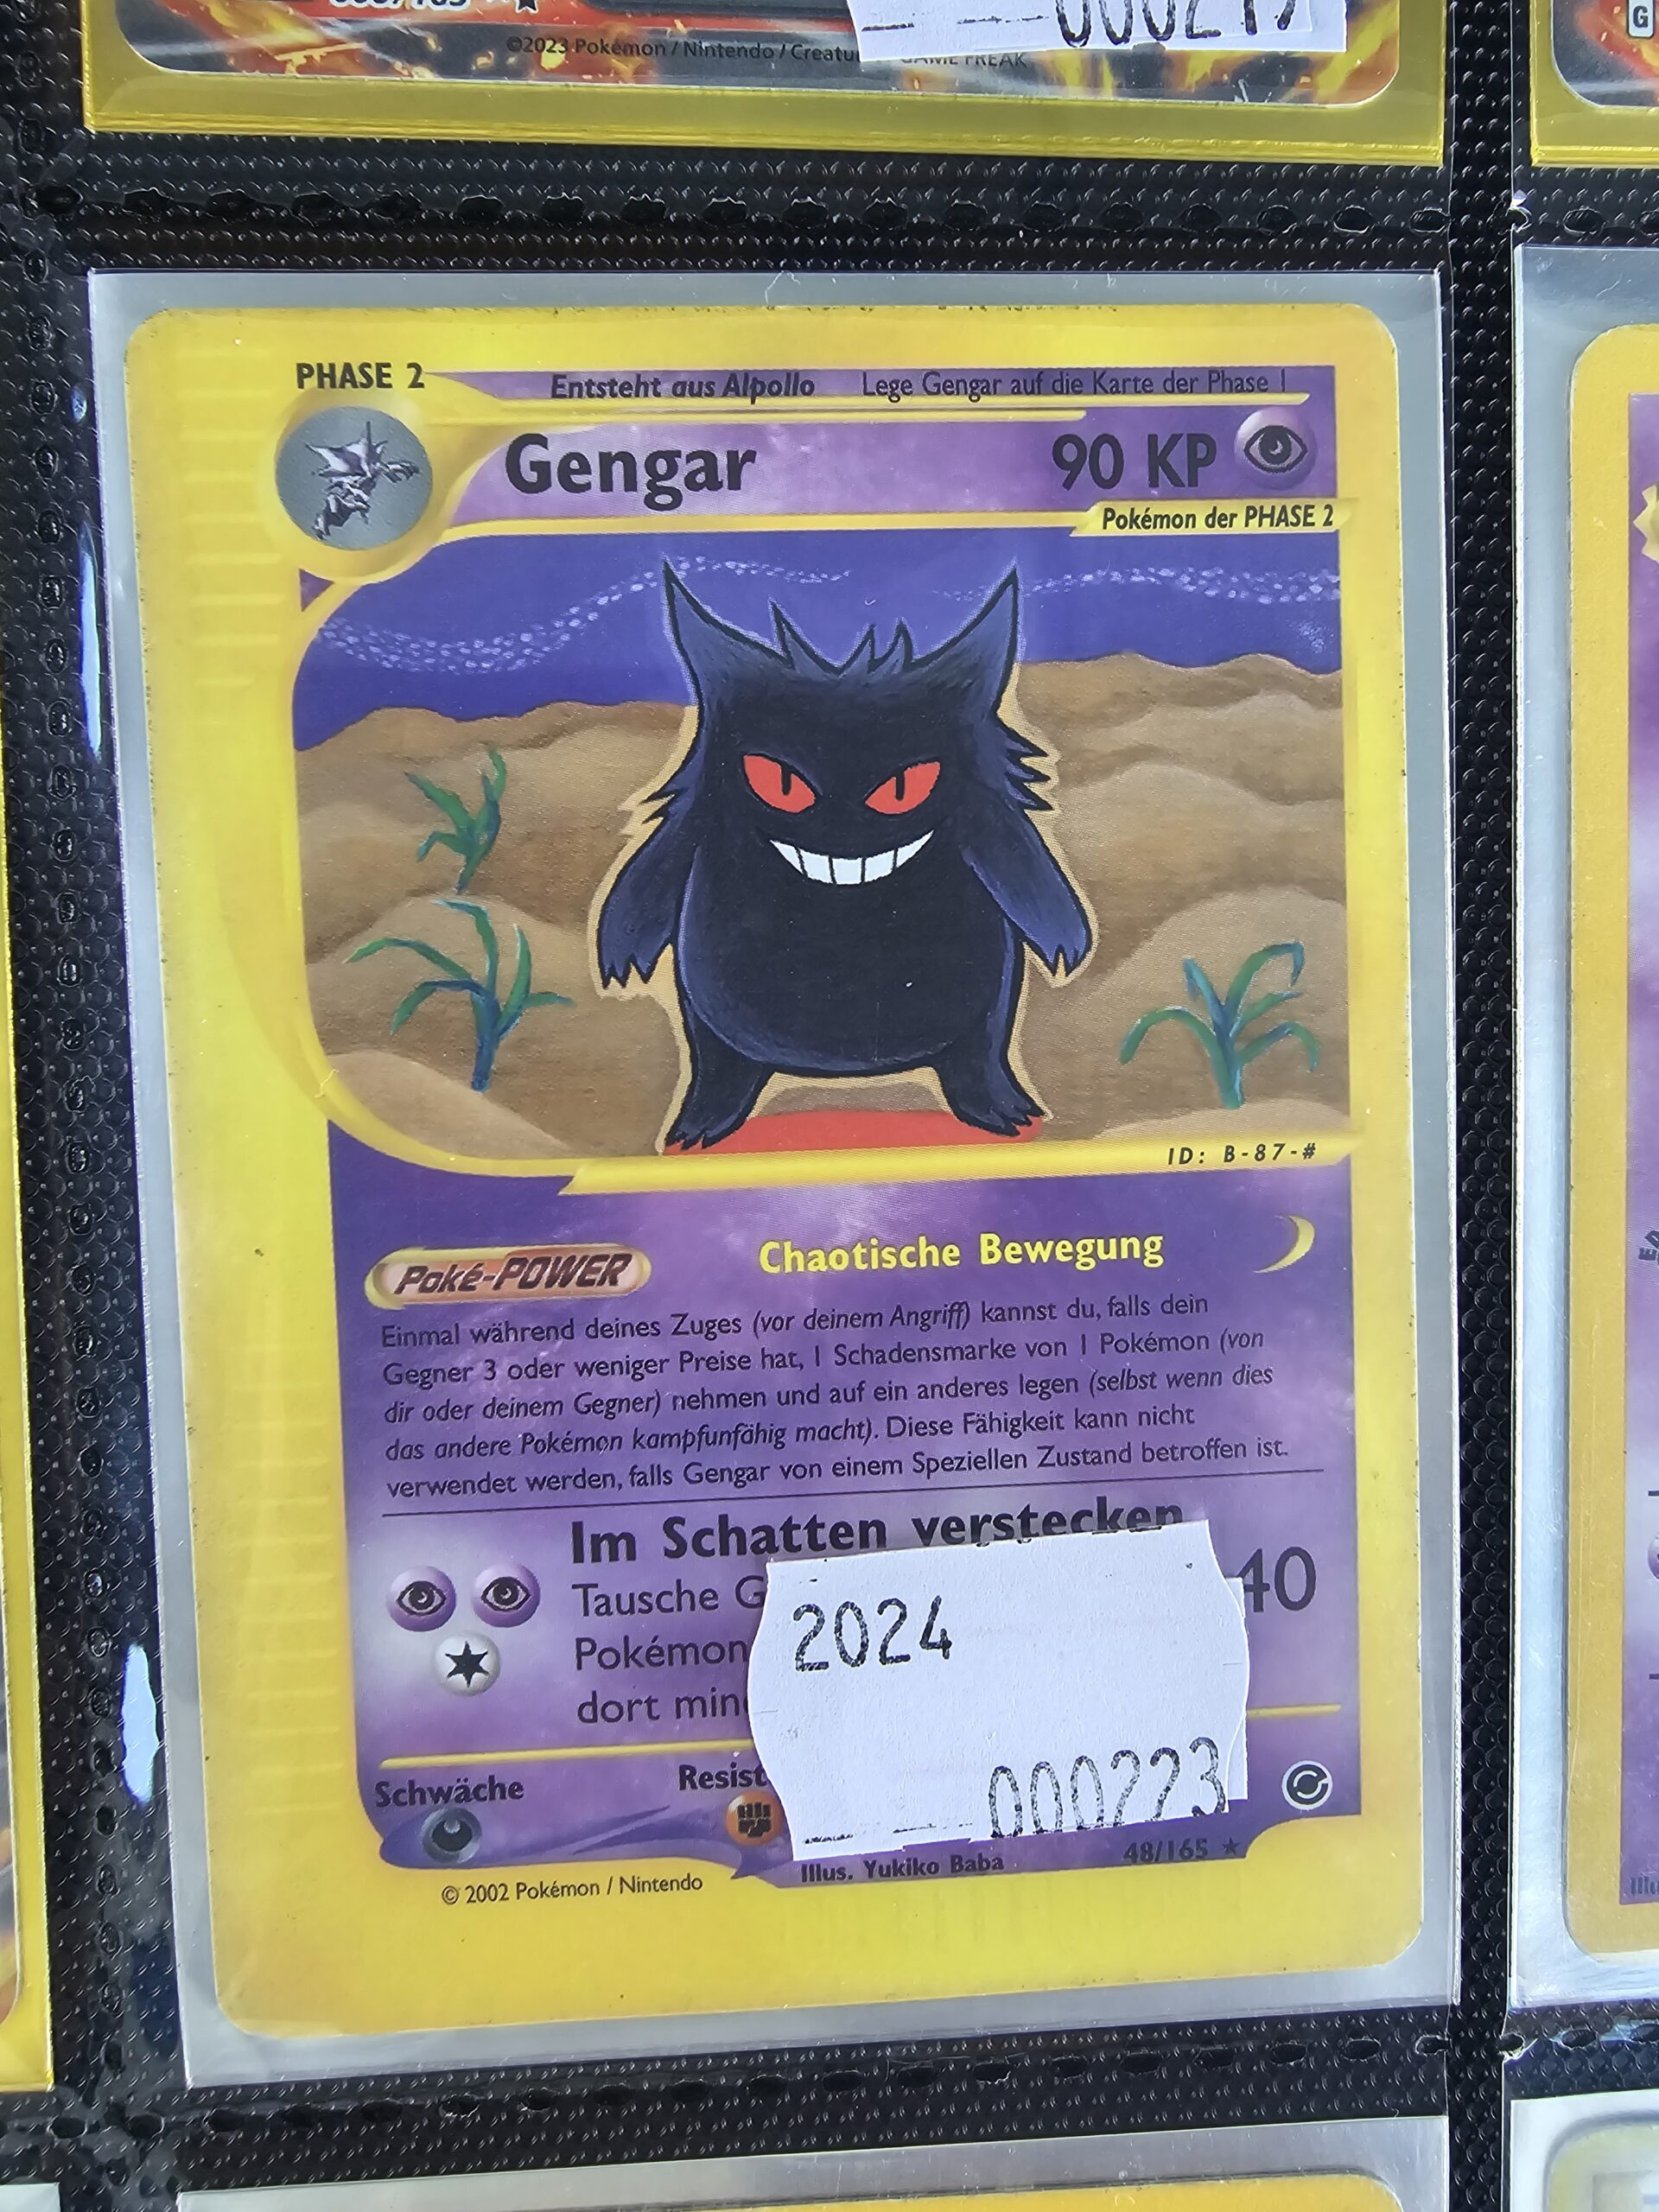 ©2023 Pokémon / Nintendo / Creatu
GAME FREAK
G
PHASE 2
Entsteht aus Alpollo Lege Gengar auf die Karte der Phase 1
Gengar 90 KP
Pokémon der PHASE 2
ID: B-87-#
Poké-POWER Chaotische Bewegung
Einmal während deines Zuges (vor deinem Angriff) kannst du, falls dein
Gegner 3 oder weniger Preise hat, 1 Schadensmarke von 1 Pokémon (von
dir oder deinem Gegner) nehmen und auf ein anderes legen (selbst wenn dies
das andere Pokémon kampfunfähig macht). Diese Fähigkeit kann nicht
verwendet werden, falls Gengar von einem Speziellen Zustand betroffen ist.
Im Schatten verstecken
40
Tausche G
Pokémon
dort min
2024
000223
Schwäche Resist
48/165
Illus. Yukiko Baba
© 2002 Pokémon / Nintendo